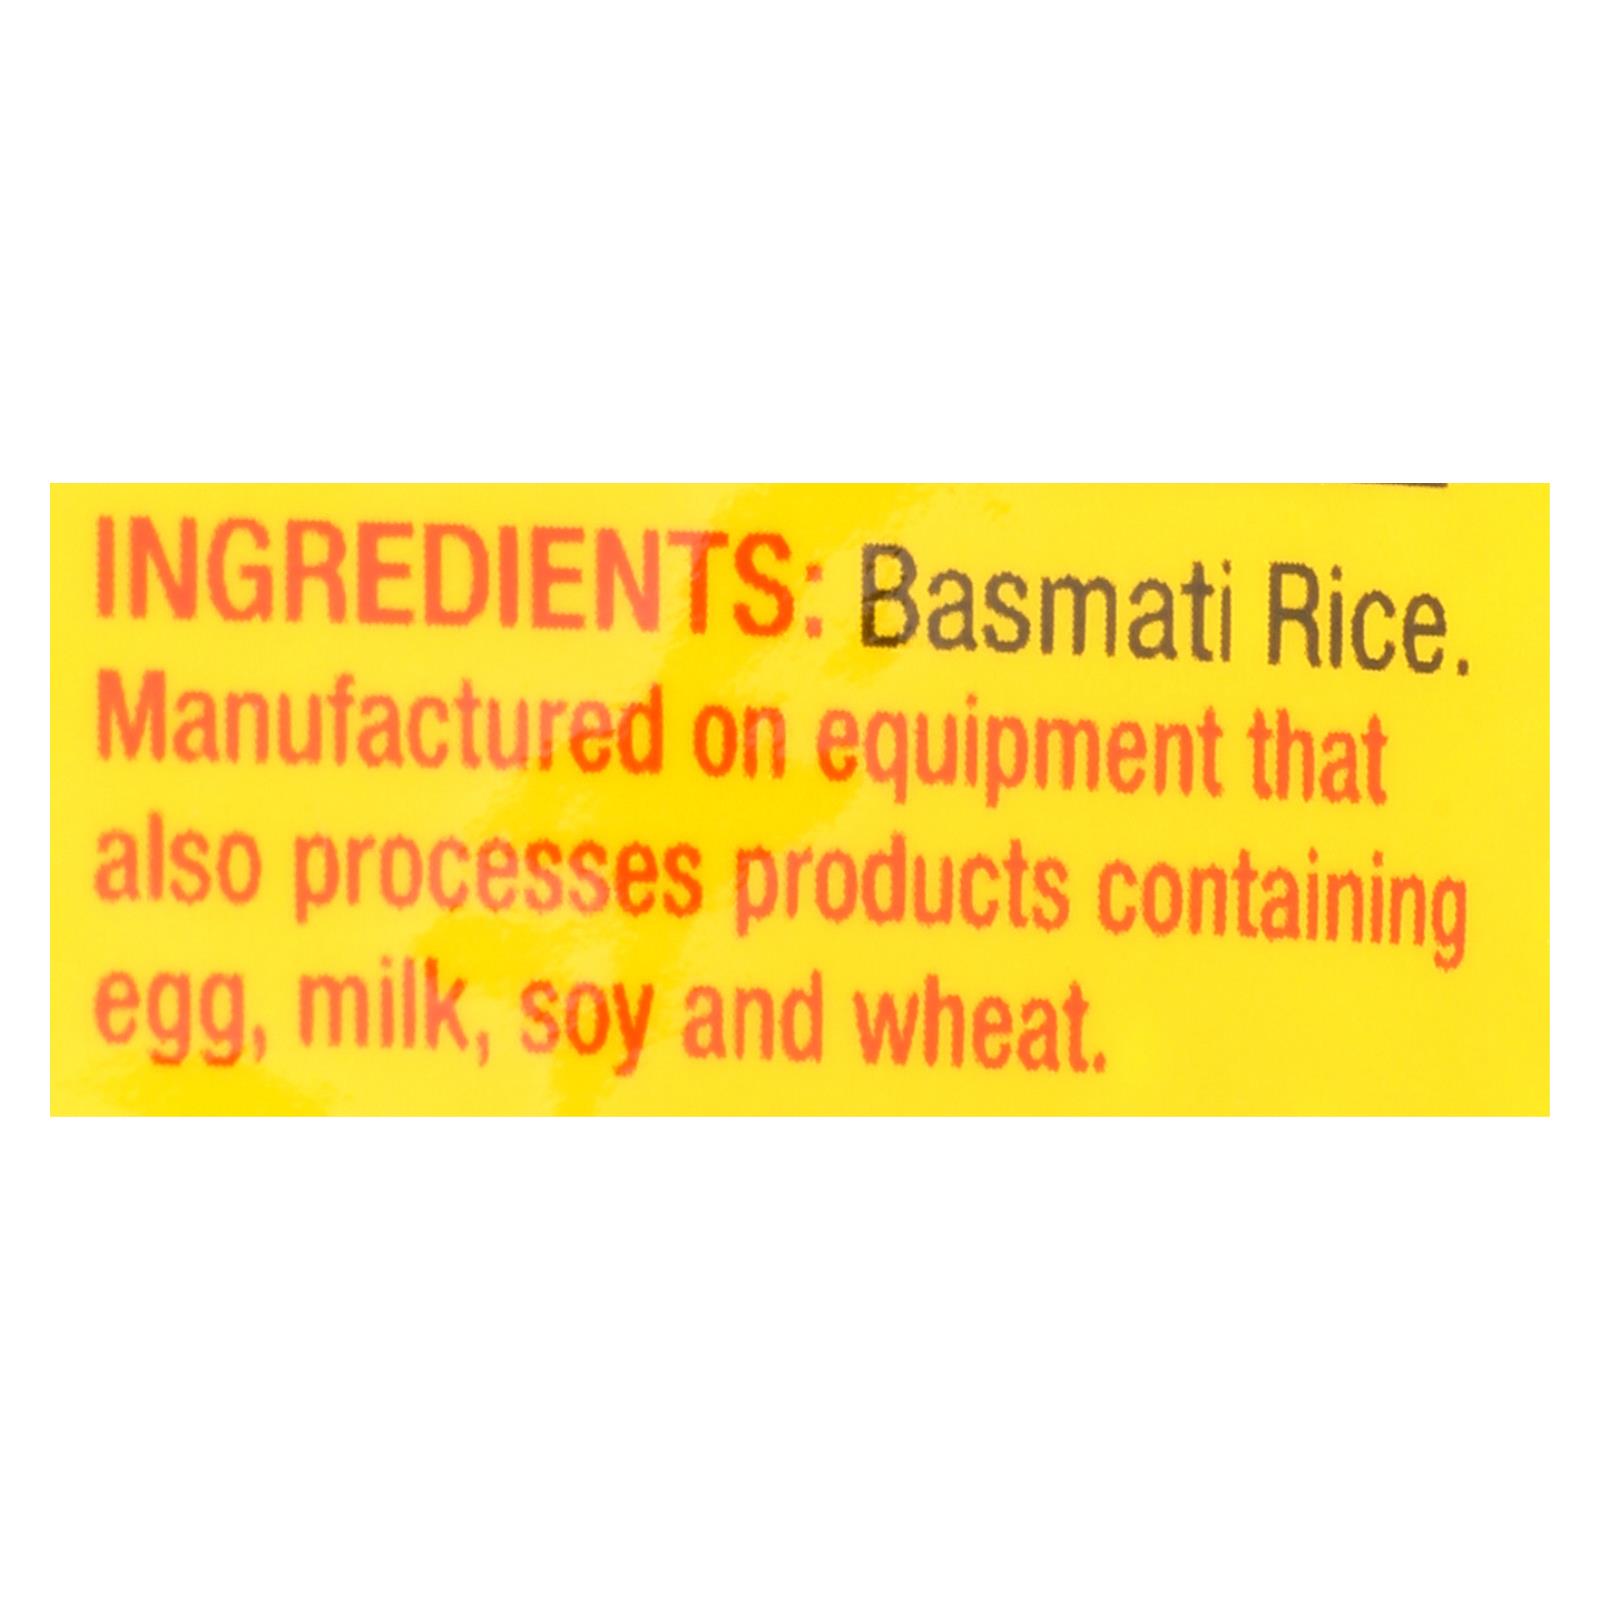 INGREDIENTS: Basmati Rice.
Manufactured on equipment that
also processes products containing
egg, milk, soy and wheat.